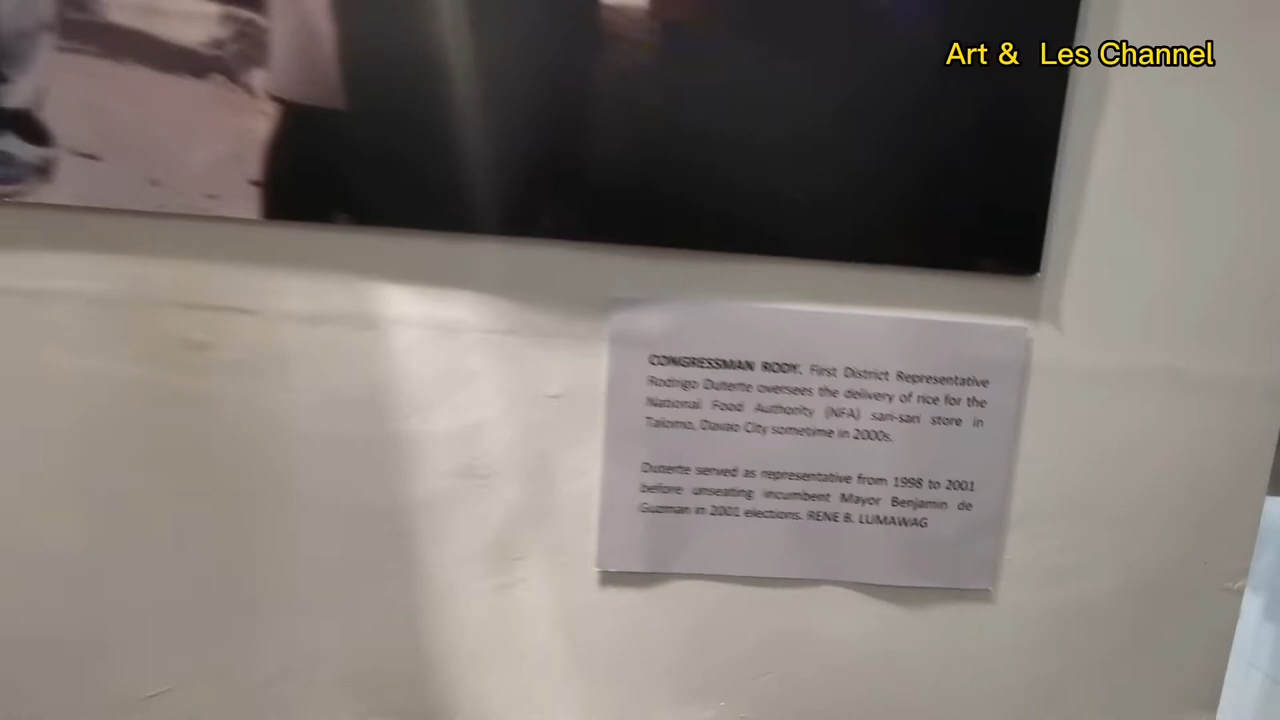 Art & Les Channel
CONGRESSMAN RODY. First District Representative
Rodrigo Duterte oversees the delivery of rice for the
National Food Authority (NFA) sari-sari store in
Talomo, Davao City sometime in 2000s.
Duterte served as representative from 1998 to 2001
before unseating incumbent Mayor Benjamin de
Guzman in 2001 elections. RENE B. LUMAWAG